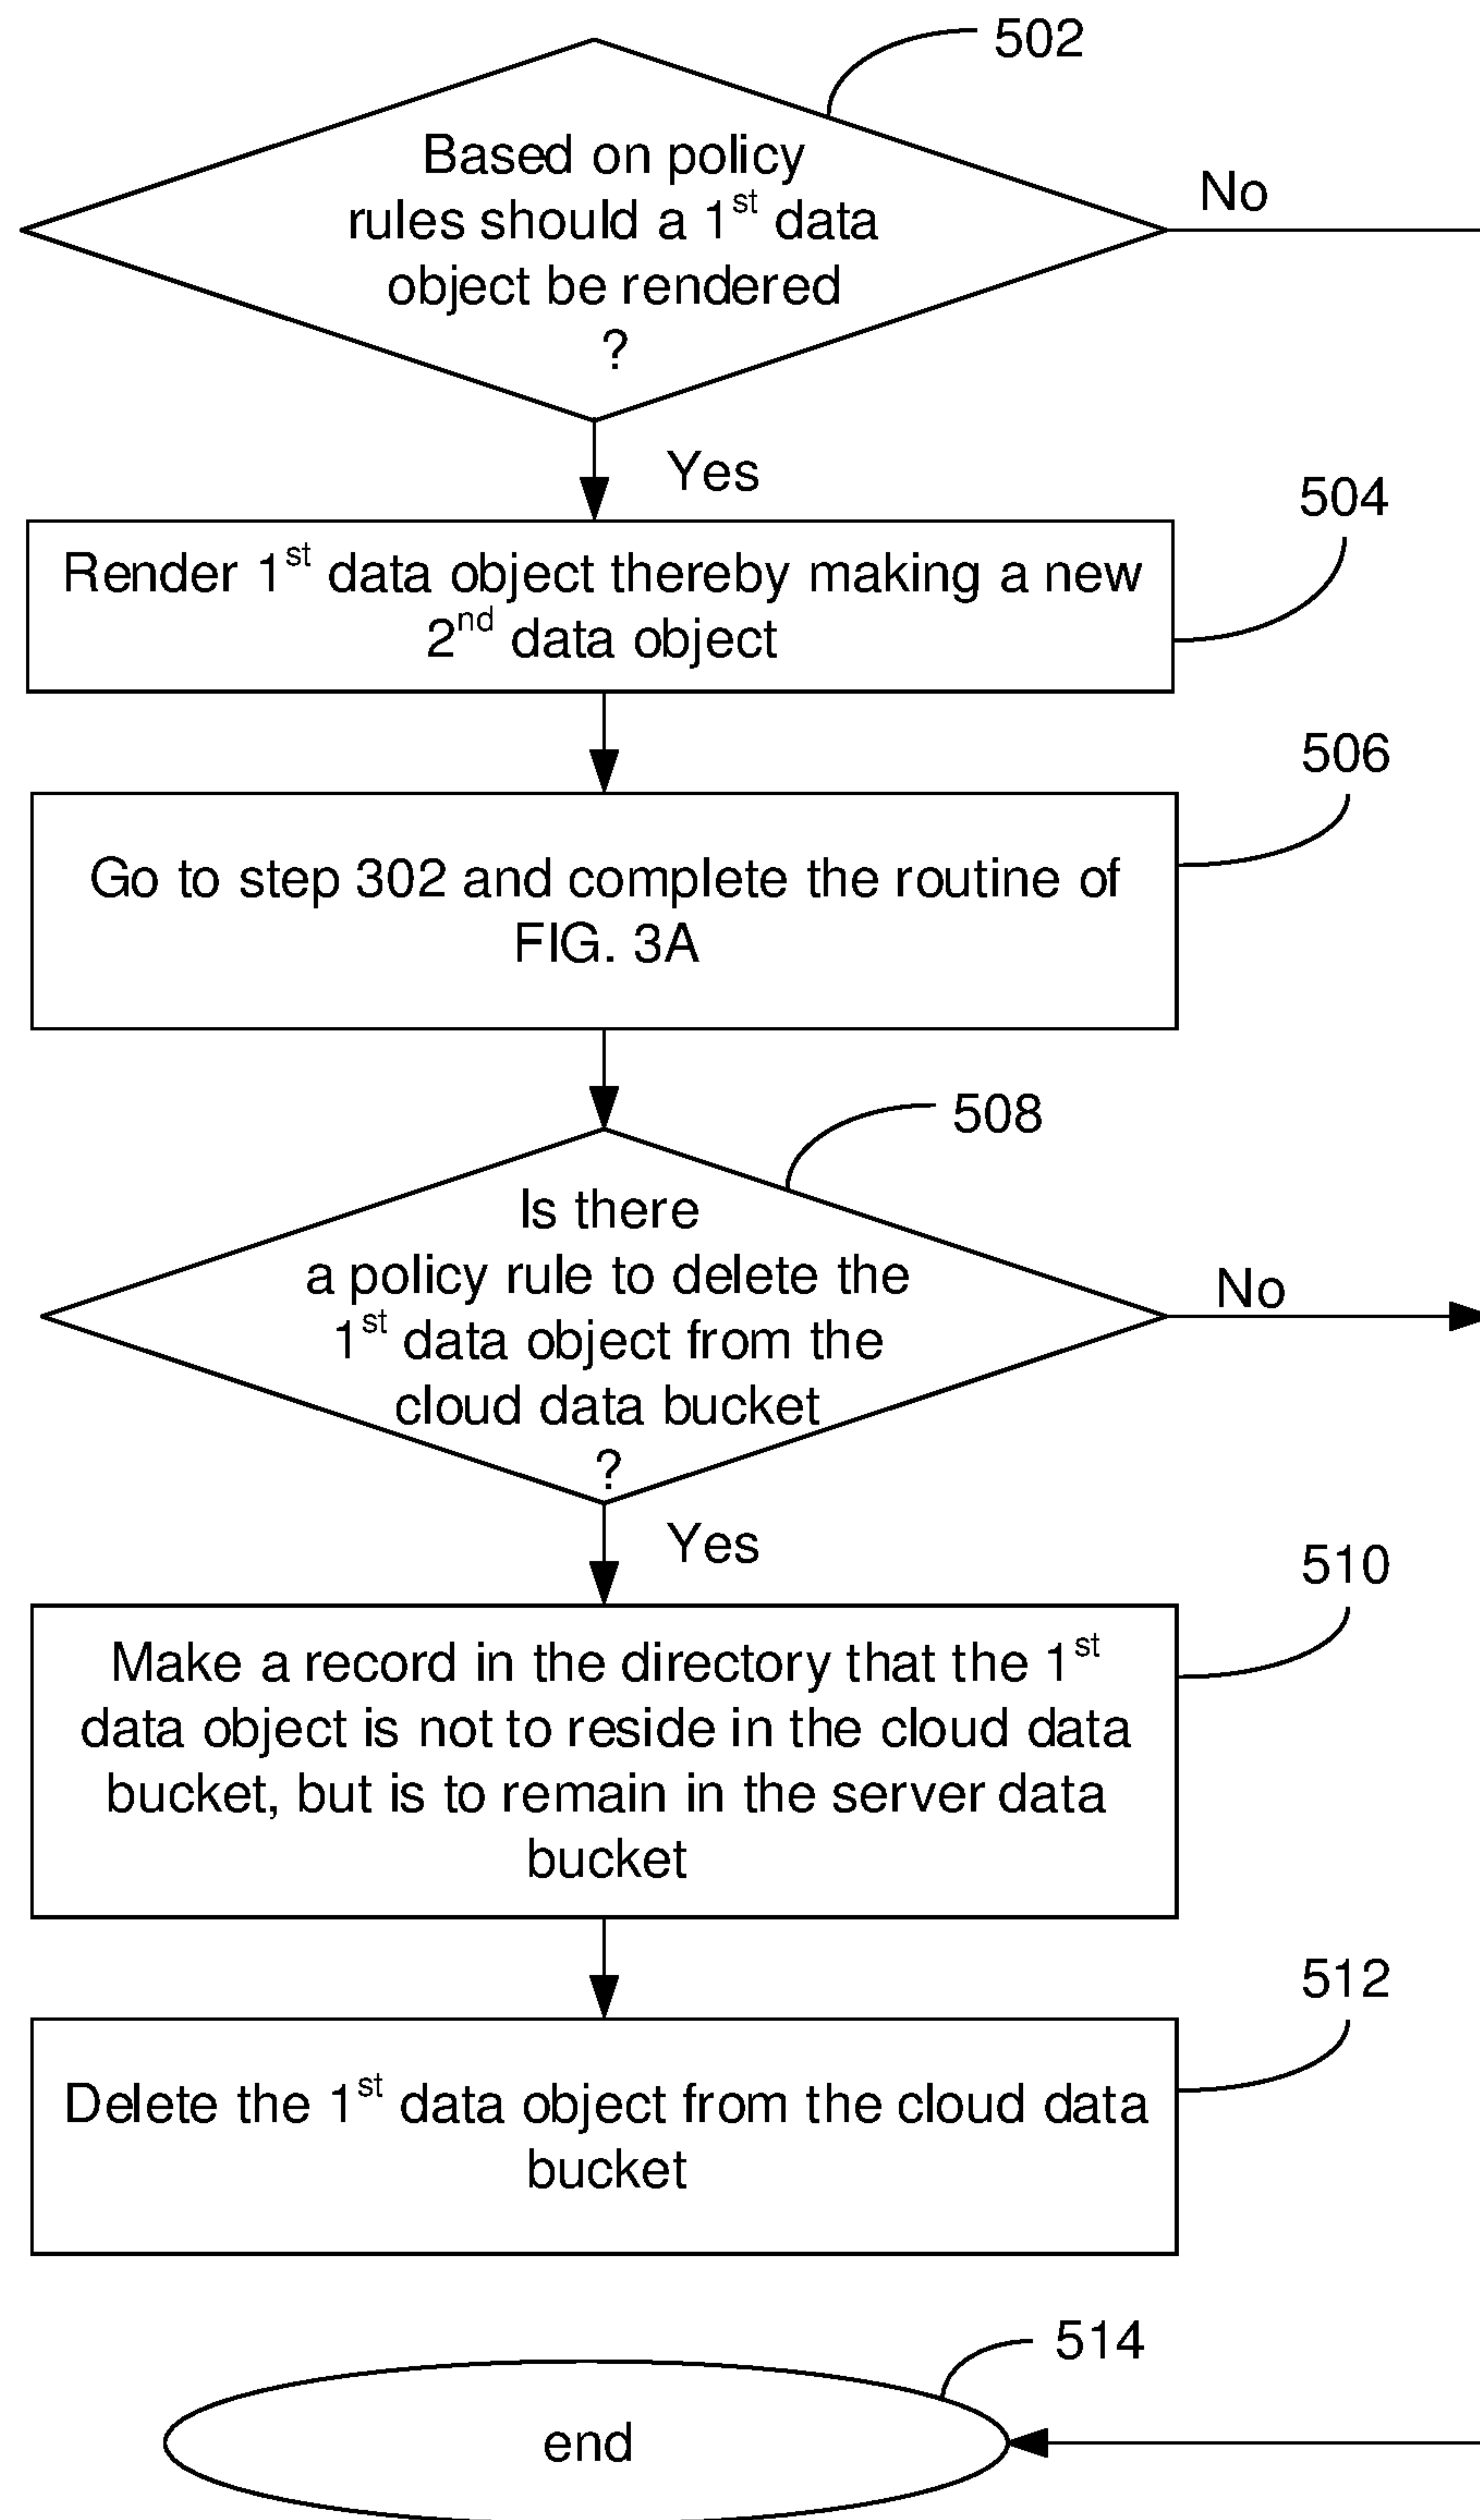 502
Based on policy
rules should a 1st data
object be rendered
?
No
Yes
504
Render 1st data object thereby making a new
2nd data object
506
Go to step 302 and complete the routine of
FIG. 3A
508
Is there
a policy rule to delete the
1st data object from the
cloud data bucket
?
No
Yes
510
Make a record in the directory that the 1st
data object is not to reside in the cloud data
bucket, but is to remain in the server data
bucket
512
Delete the 1st data object from the cloud data
bucket
514
end